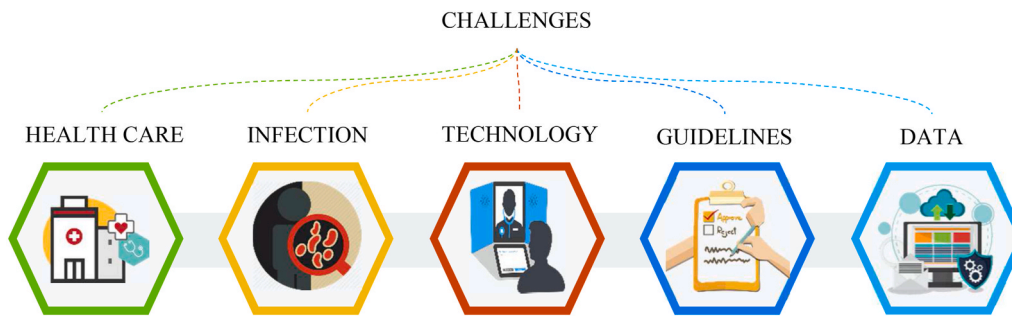 CHALLENGES
HEALTH CARE
INFECTION
TECHNOLOGY
GUIDELINES
DATA
Approve
Reject